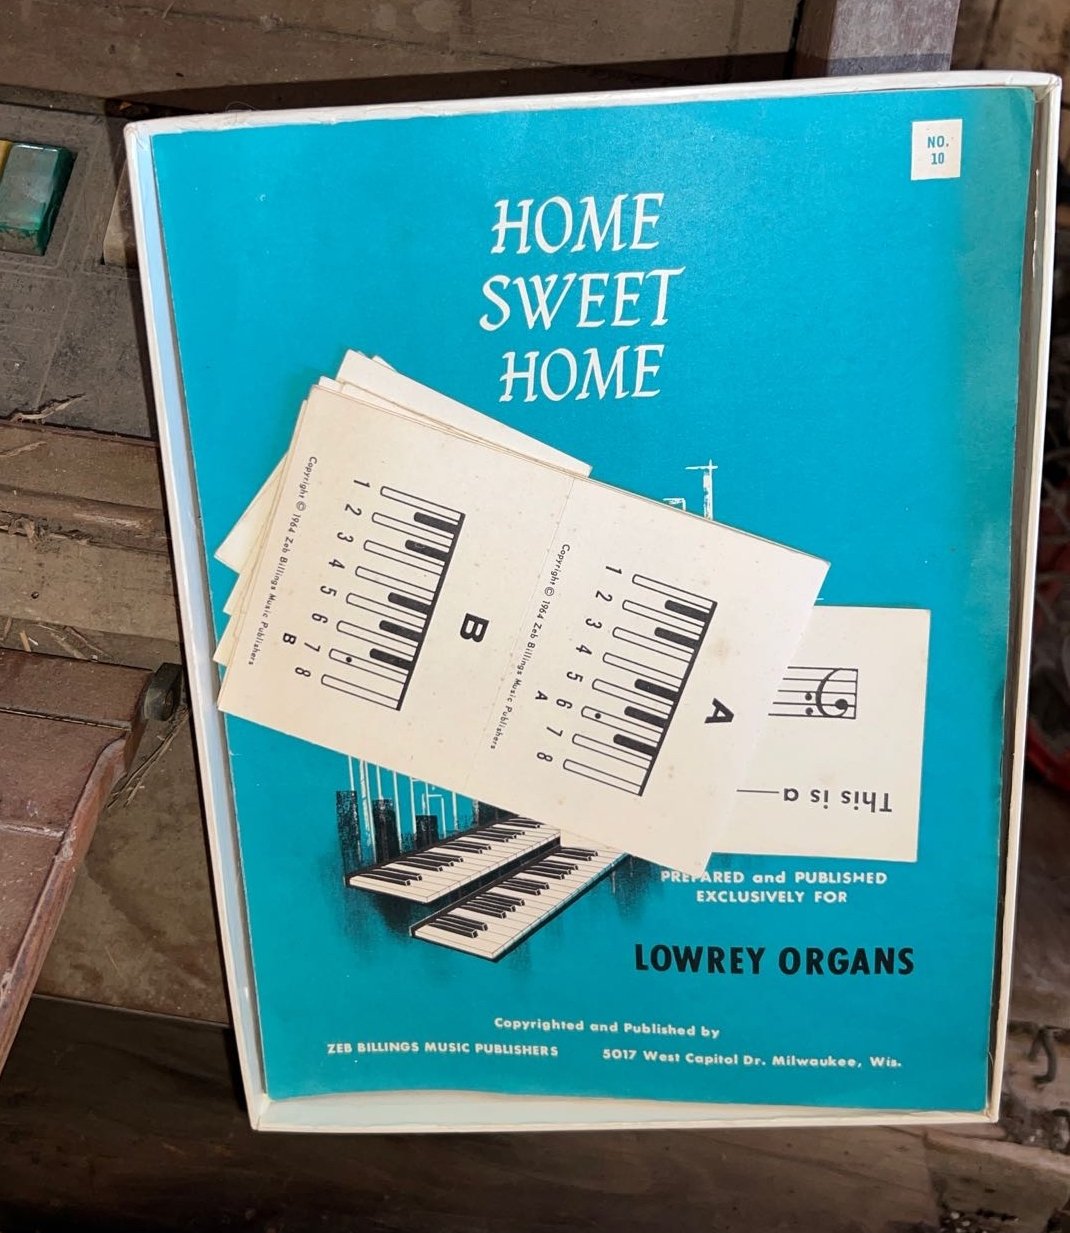 NO.
10
HOME
SWEET
HOME
1 2 3 4 5 6 7 8
B
Copyright © 1964 Zeb Billings Music Publishers
B
1 2 3 4 5 6 7 8
A
Copyright © 1964 Zeb Billings Music Publishers
A
This is a
PREPARED and PUBLISHED
EXCLUSIVELY FOR
LOWREY ORGANS
Copyrighted and Published by
ZEB BILLINGS MUSIC PUBLISHERS 5017 West Capitol Dr. Milwaukee, Wis.